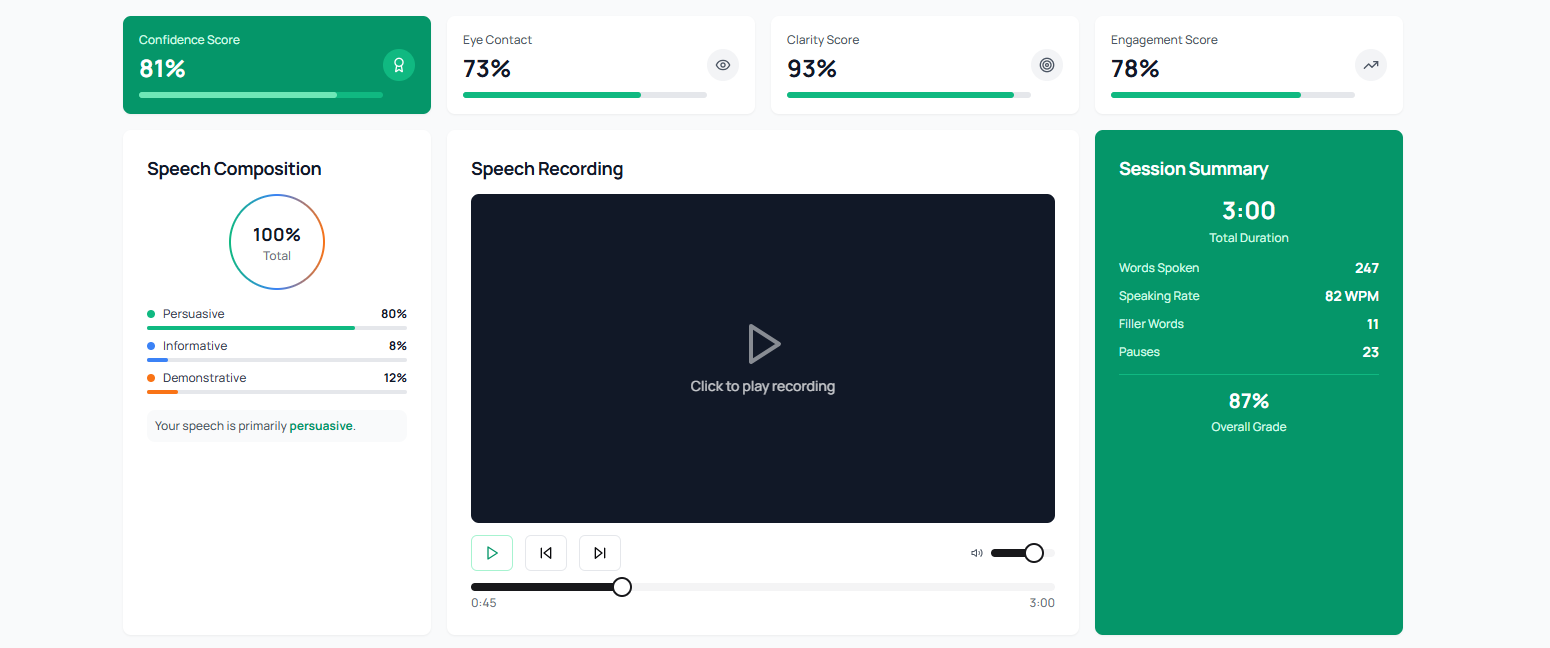 Confidence Score
81%
Eye Contact
73%
Clarity Score
93%
Engagement Score
78%
Speech Composition
100%
Total
Persuasive 80%
Informative 8%
Demonstrative 12%
Your speech is primarily persuasive.
Speech Recording
Click to play recording
0:45 3:00
Session Summary
3:00
Total Duration
Words Spoken 247
Speaking Rate 82 WPM
Filler Words 11
Pauses 23
87%
Overall Grade